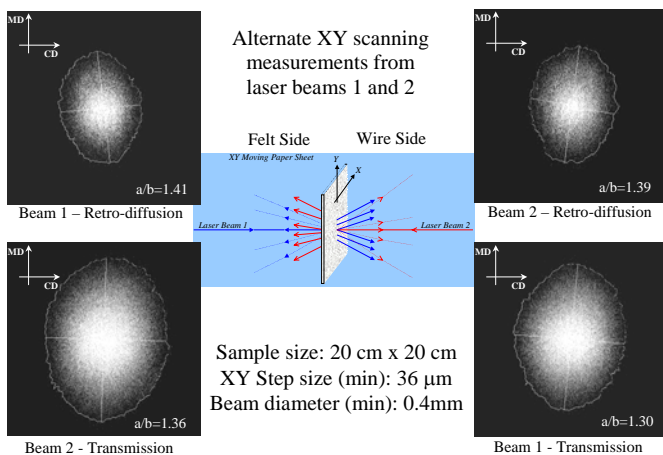 MD
CD
a/b=1.41
Beam 1 – Retro-diffusion
Alternate XY scanning
measurements from
laser beams 1 and 2
MD
CD
a/b=1.39
Beam 2 – Retro-diffusion
Felt Side
Wire Side
XY Moving Paper Sheet
Y
X
Laser Beam 1
Laser Beam 2
MD
CD
a/b=1.36
Beam 2 - Transmission
Sample size: 20 cm x 20 cm
XY Step size (min): 36 μm
Beam diameter (min): 0.4mm
MD
CD
a/b=1.30
Beam 1 - Transmission